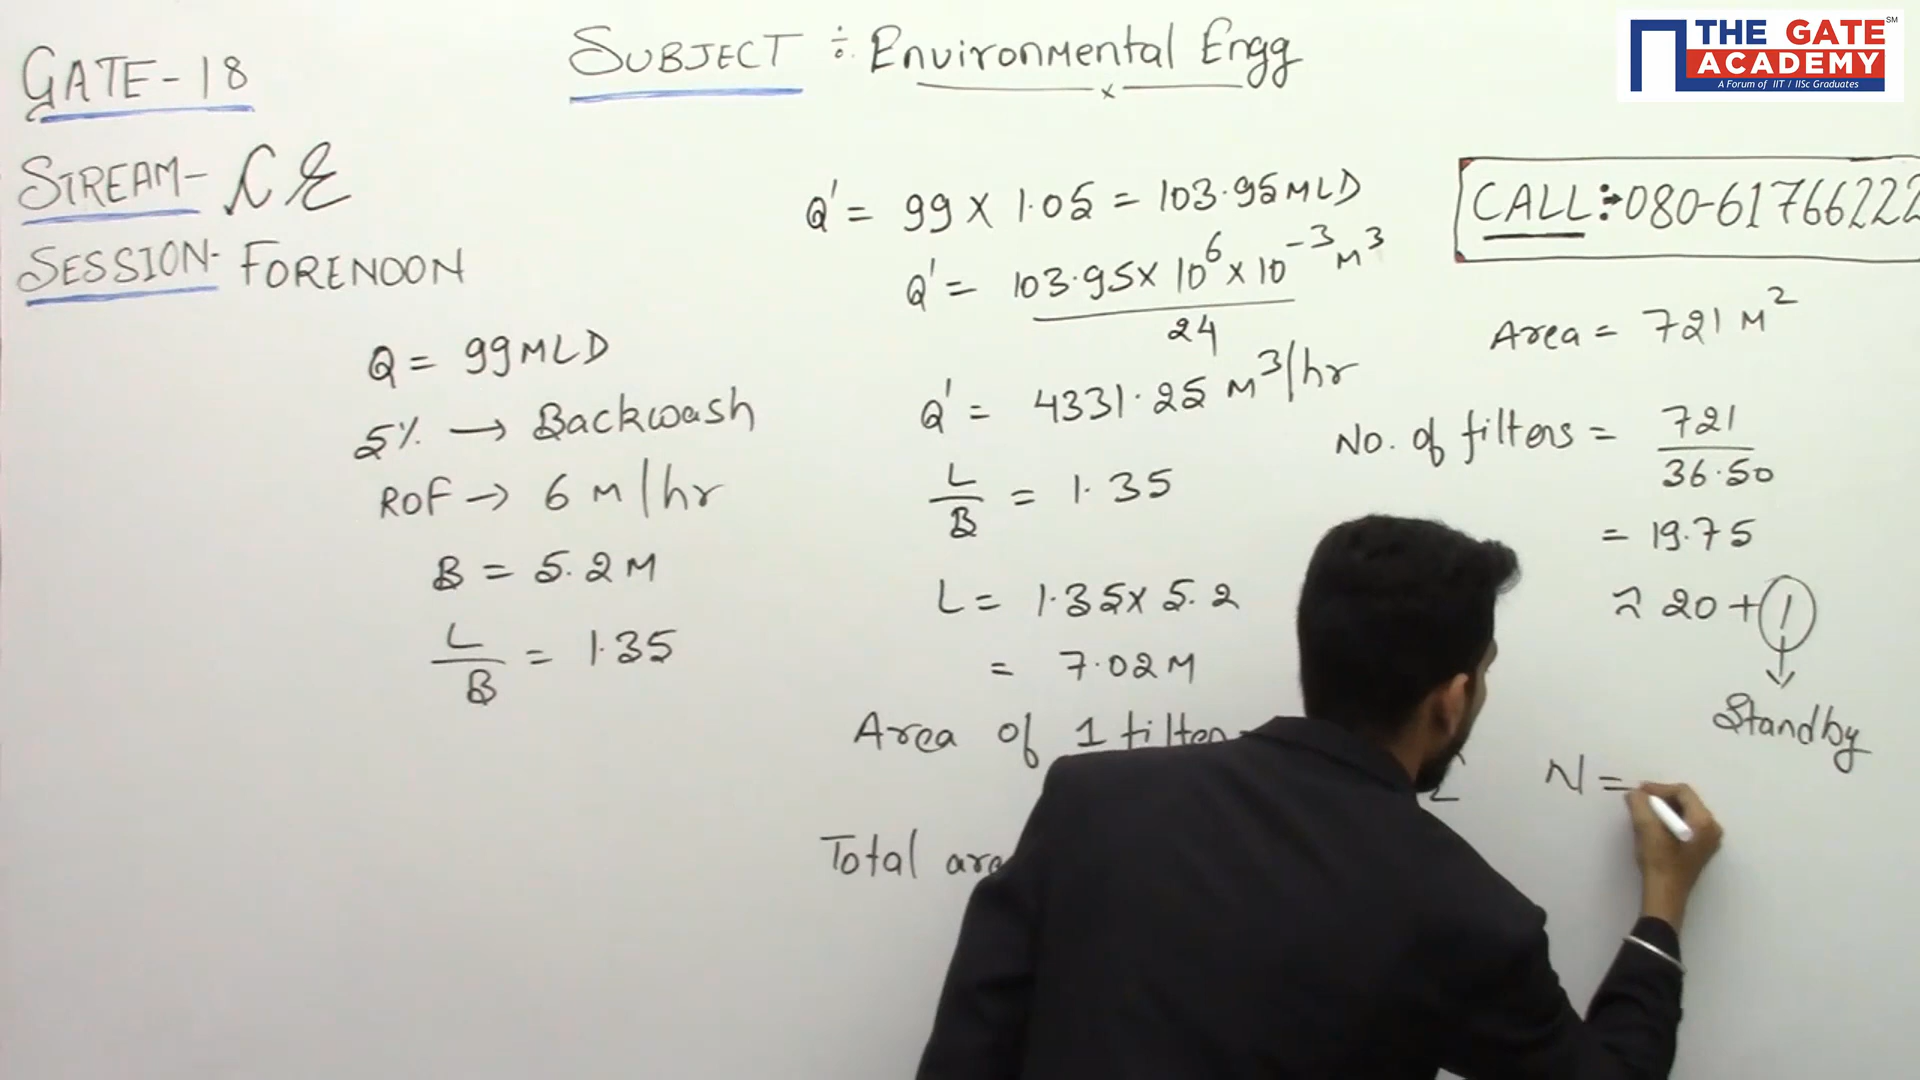 GATE-18
SUBJECT ÷ Environmental Engg
x
THE GATE ACADEMY SM
A Forum of IIT / IISc Graduates
STREAM- CE
SESSION- FORENOON
CALL:→080-61766222
Q = 99 MLD
5% → Backwash
ROF → 6 M/hr
B = 5.2 M
L/B = 1.35
Q' = 99 X 1.05 = 103.95 MLD
Q' = 103.95 x 10^6 x 10^-3 M^3 / 24
Q' = 4331.25 M^3/hr
L/B = 1.35
L = 1.35 x 5.2
= 7.02 M
Area of 1 filter
Total area
Area = 721 M^2
No. of filters = 721/36.50
= 19.75
≈ 20 + 1
↓
Standby
N =